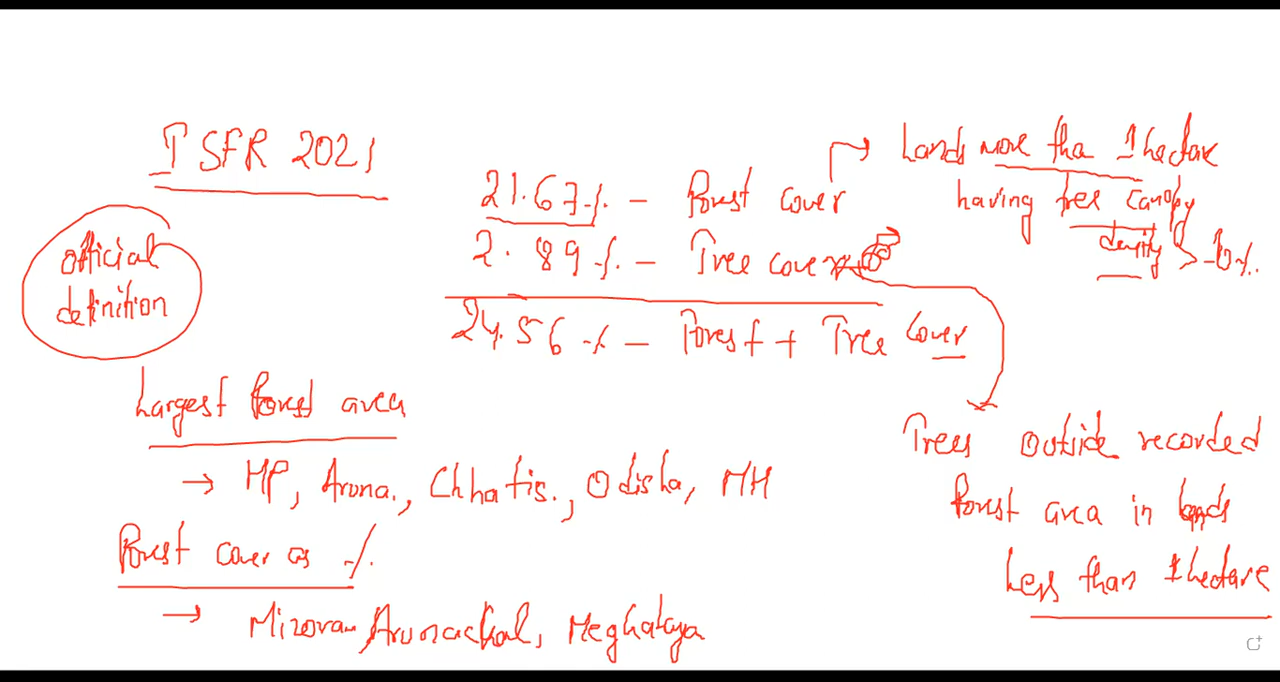 ISFR 2021
Lands more tha 1 hectare
having tree canopy
density > 10%.
21.67% - Forest cover
2.89% - Tree cover
24.56% - Forest + Tree Cover
official
definition
Largest forest area
→ MP, Aruna., Chhatis., Odisha, MH
Forest cover as %
→ Mizoram Arunachal, Meghalaya
Trees outside recorded
forest area in lands
less than 1 hectare